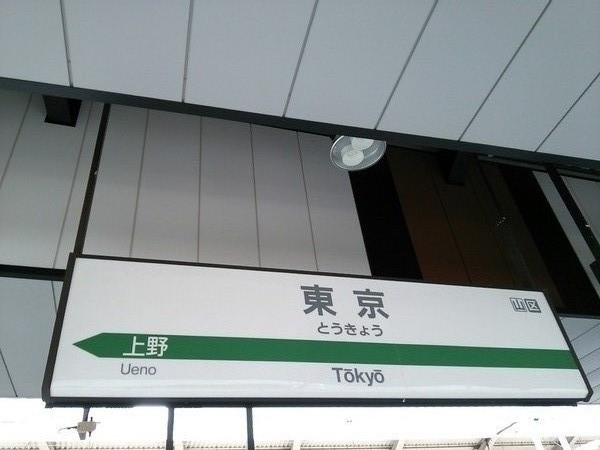 東京
山区
とうきょう
上野
Ueno
Tōkyō